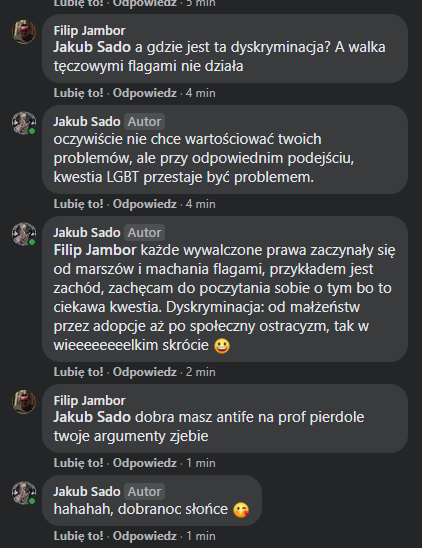 Lubię to! · Odpowiedz · 5 min
Filip Jambor
Jakub Sado a gdzie jest ta dyskryminacja? A walka
tęczowymi flagami nie działa
Lubię to! · Odpowiedz · 4 min
Jakub Sado Autor
oczywiście nie chce wartościować twoich
problemów, ale przy odpowiednim podejściu,
kwestia LGBT przestaje być problemem.
Lubię to! · Odpowiedz · 4 min
Jakub Sado Autor
Filip Jambor każde wywalczone prawa zaczynały się
od marszów i machania flagami, przykładem jest
zachód, zachęcam do poczytania sobie o tym bo to
ciekawa kwestia. Dyskryminacja: od małżeństw
przez adopcje aż po społeczny ostracyzm, tak w
wieeeeeeeelkim skrócie 😀
Lubię to! · Odpowiedz · 2 min
Filip Jambor
Jakub Sado dobra masz antife na prof pierdole
twoje argumenty zjebie
Lubię to! · Odpowiedz · 1 min
Jakub Sado Autor
hahahah, dobranoc słońce 😘
Lubię to! · Odpowiedz · 1 min